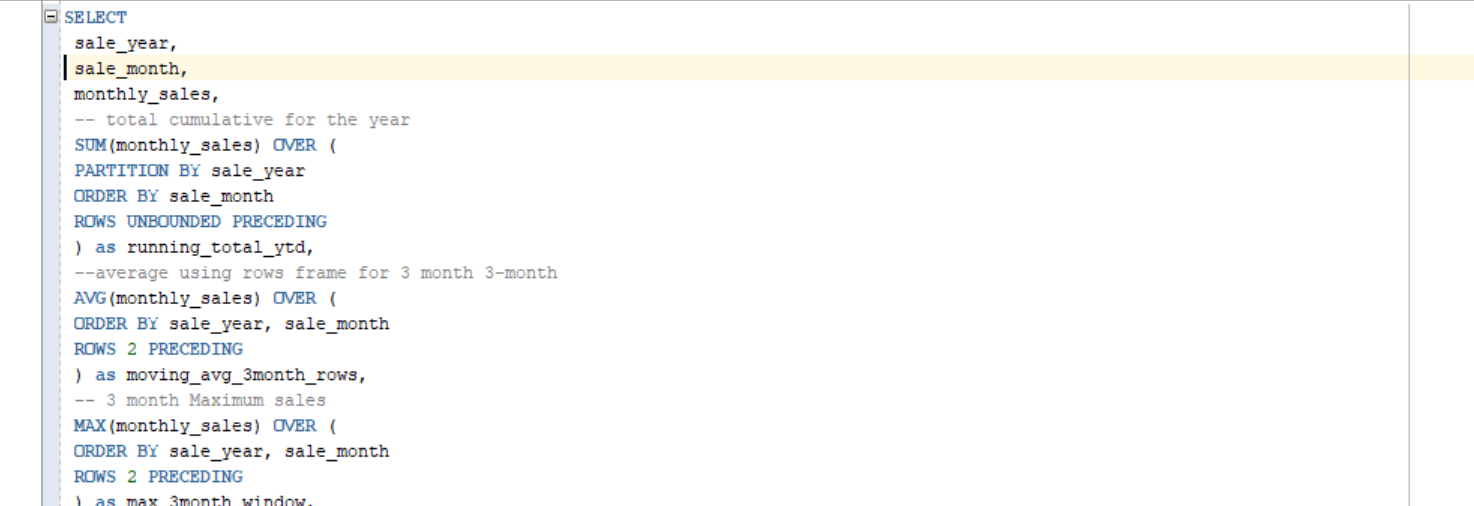 SELECT
sale_year,
sale_month,
monthly_sales,
-- total cumulative for the year
SUM(monthly_sales) OVER (
PARTITION BY sale_year
ORDER BY sale_month
ROWS UNBOUNDED PRECEDING
) as running_total_ytd,
--average using rows frame for 3 month 3-month
AVG(monthly_sales) OVER (
ORDER BY sale_year, sale_month
ROWS 2 PRECEDING
) as moving_avg_3month_rows,
-- 3 month Maximum sales
MAX(monthly_sales) OVER (
ORDER BY sale_year, sale_month
ROWS 2 PRECEDING
) as max_3month_window,